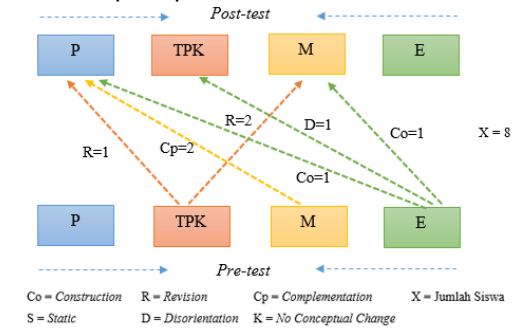 Post-test
P TPK M E
R=2 D=1
R=1 Cp=2 Co=1 X = 8
Co=1
P TPK M E
Pre-test
Co = Construction R = Revision Cp = Complementation X = Jumlah Siswa
S = Static D = Disorientation K = No Conceptual Change